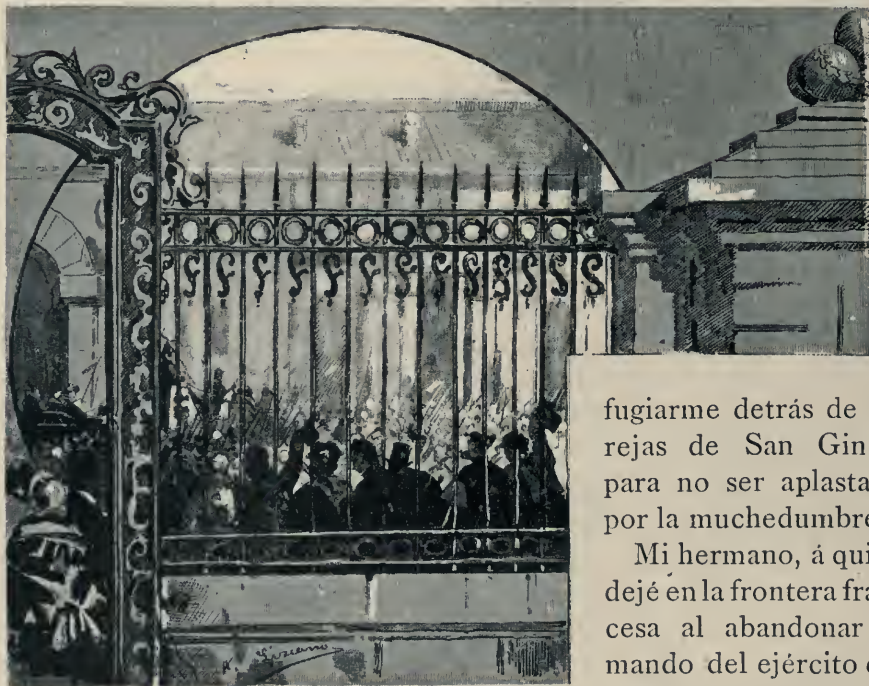 fugiarme detrás de
rejas de San Gin
para no ser aplasta
por la muchedumbre
Mi hermano, á qui
dejé en la frontera fra
cesa al abandonar
mando del ejército
A. Lizcano